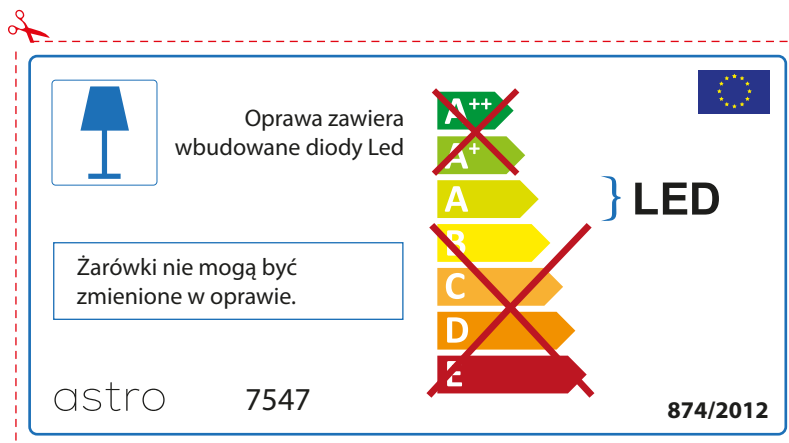 Oprawa zawiera
wbudowane diody Led
A++
A+
A
B
C
D
E
LED
Żarówki nie mogą być
zmienione w oprawie.
astro
7547
874/2012